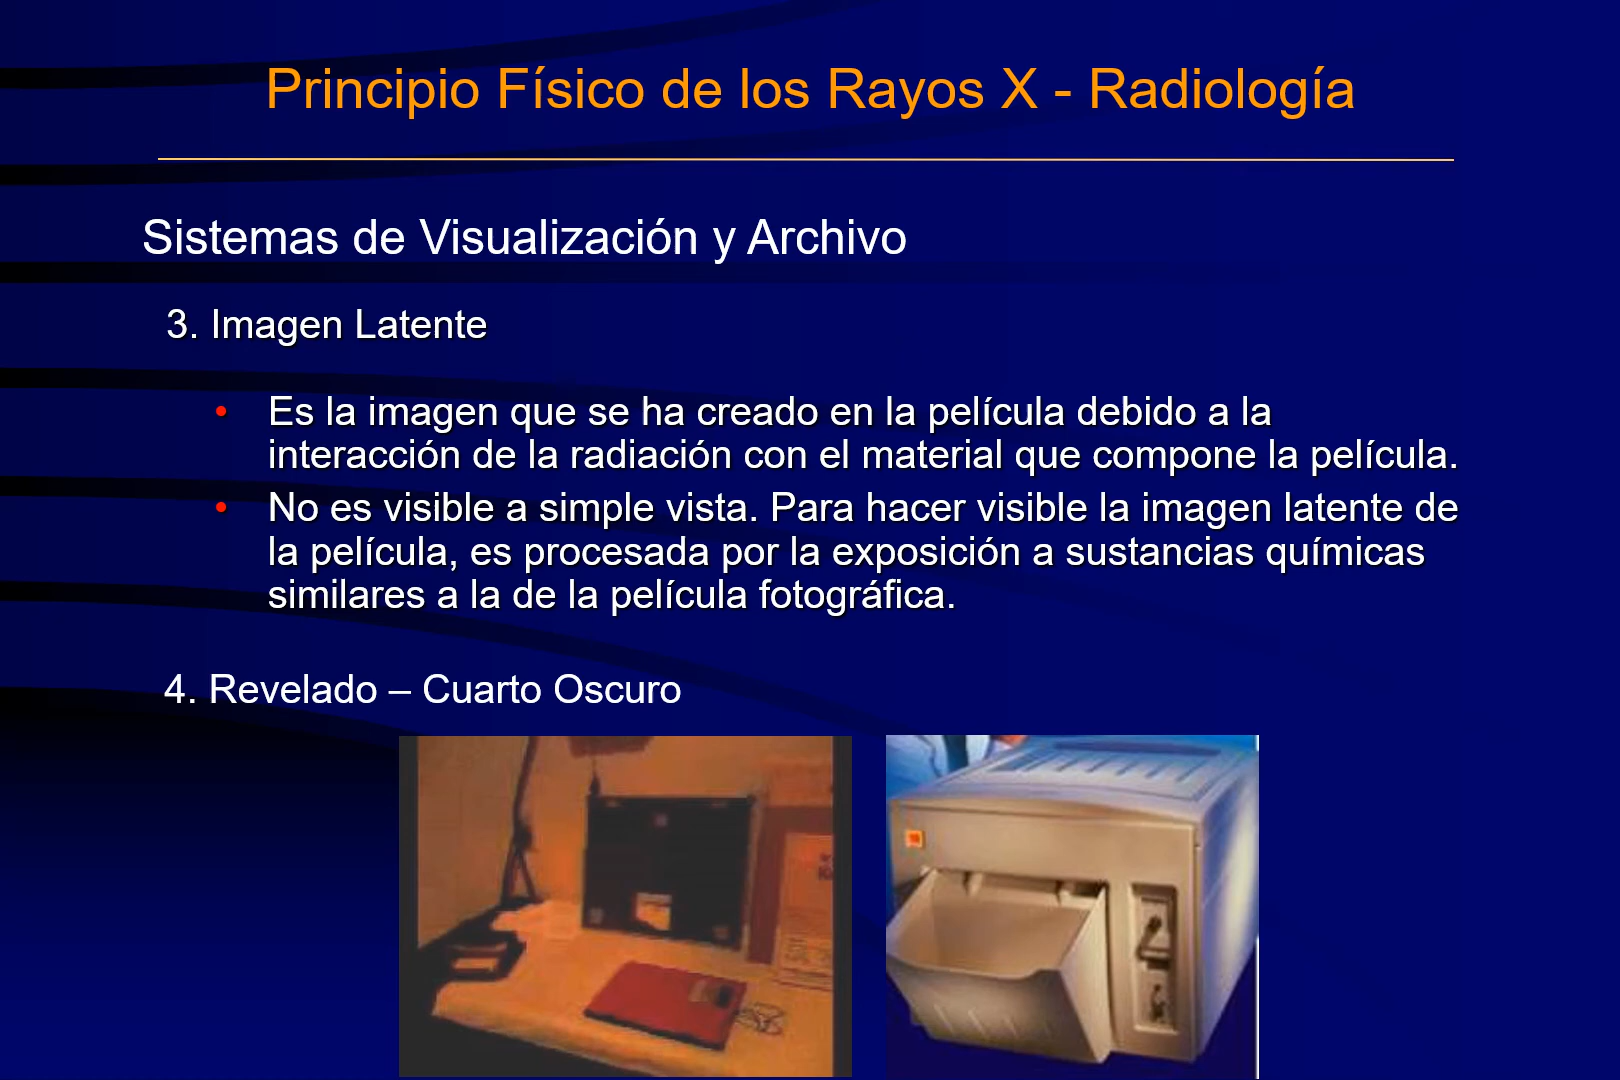 Principio Físico de los Rayos X - Radiología
Sistemas de Visualización y Archivo
3. Imagen Latente
• Es la imagen que se ha creado en la película debido a la
interacción de la radiación con el material que compone la película.
• No es visible a simple vista. Para hacer visible la imagen latente de
la película, es procesada por la exposición a sustancias químicas
similares a la de la película fotográfica.
4. Revelado – Cuarto Oscuro